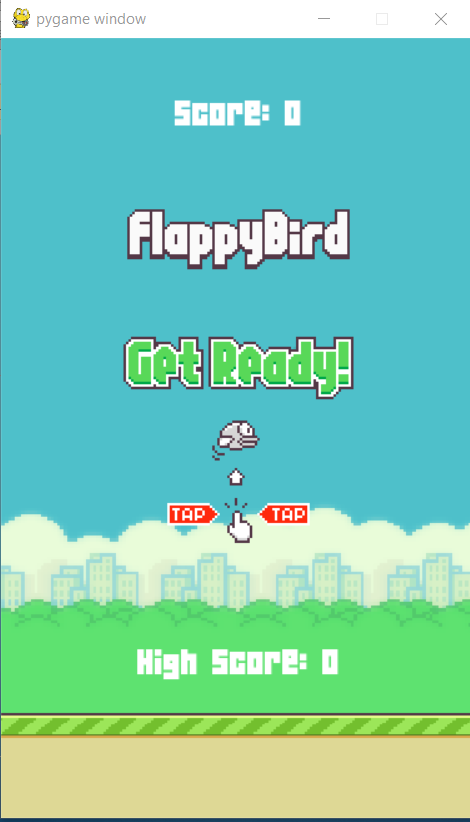 pygame window
Score: 0
FlappyBird
Get Ready!
TAP TAP
High Score: 0